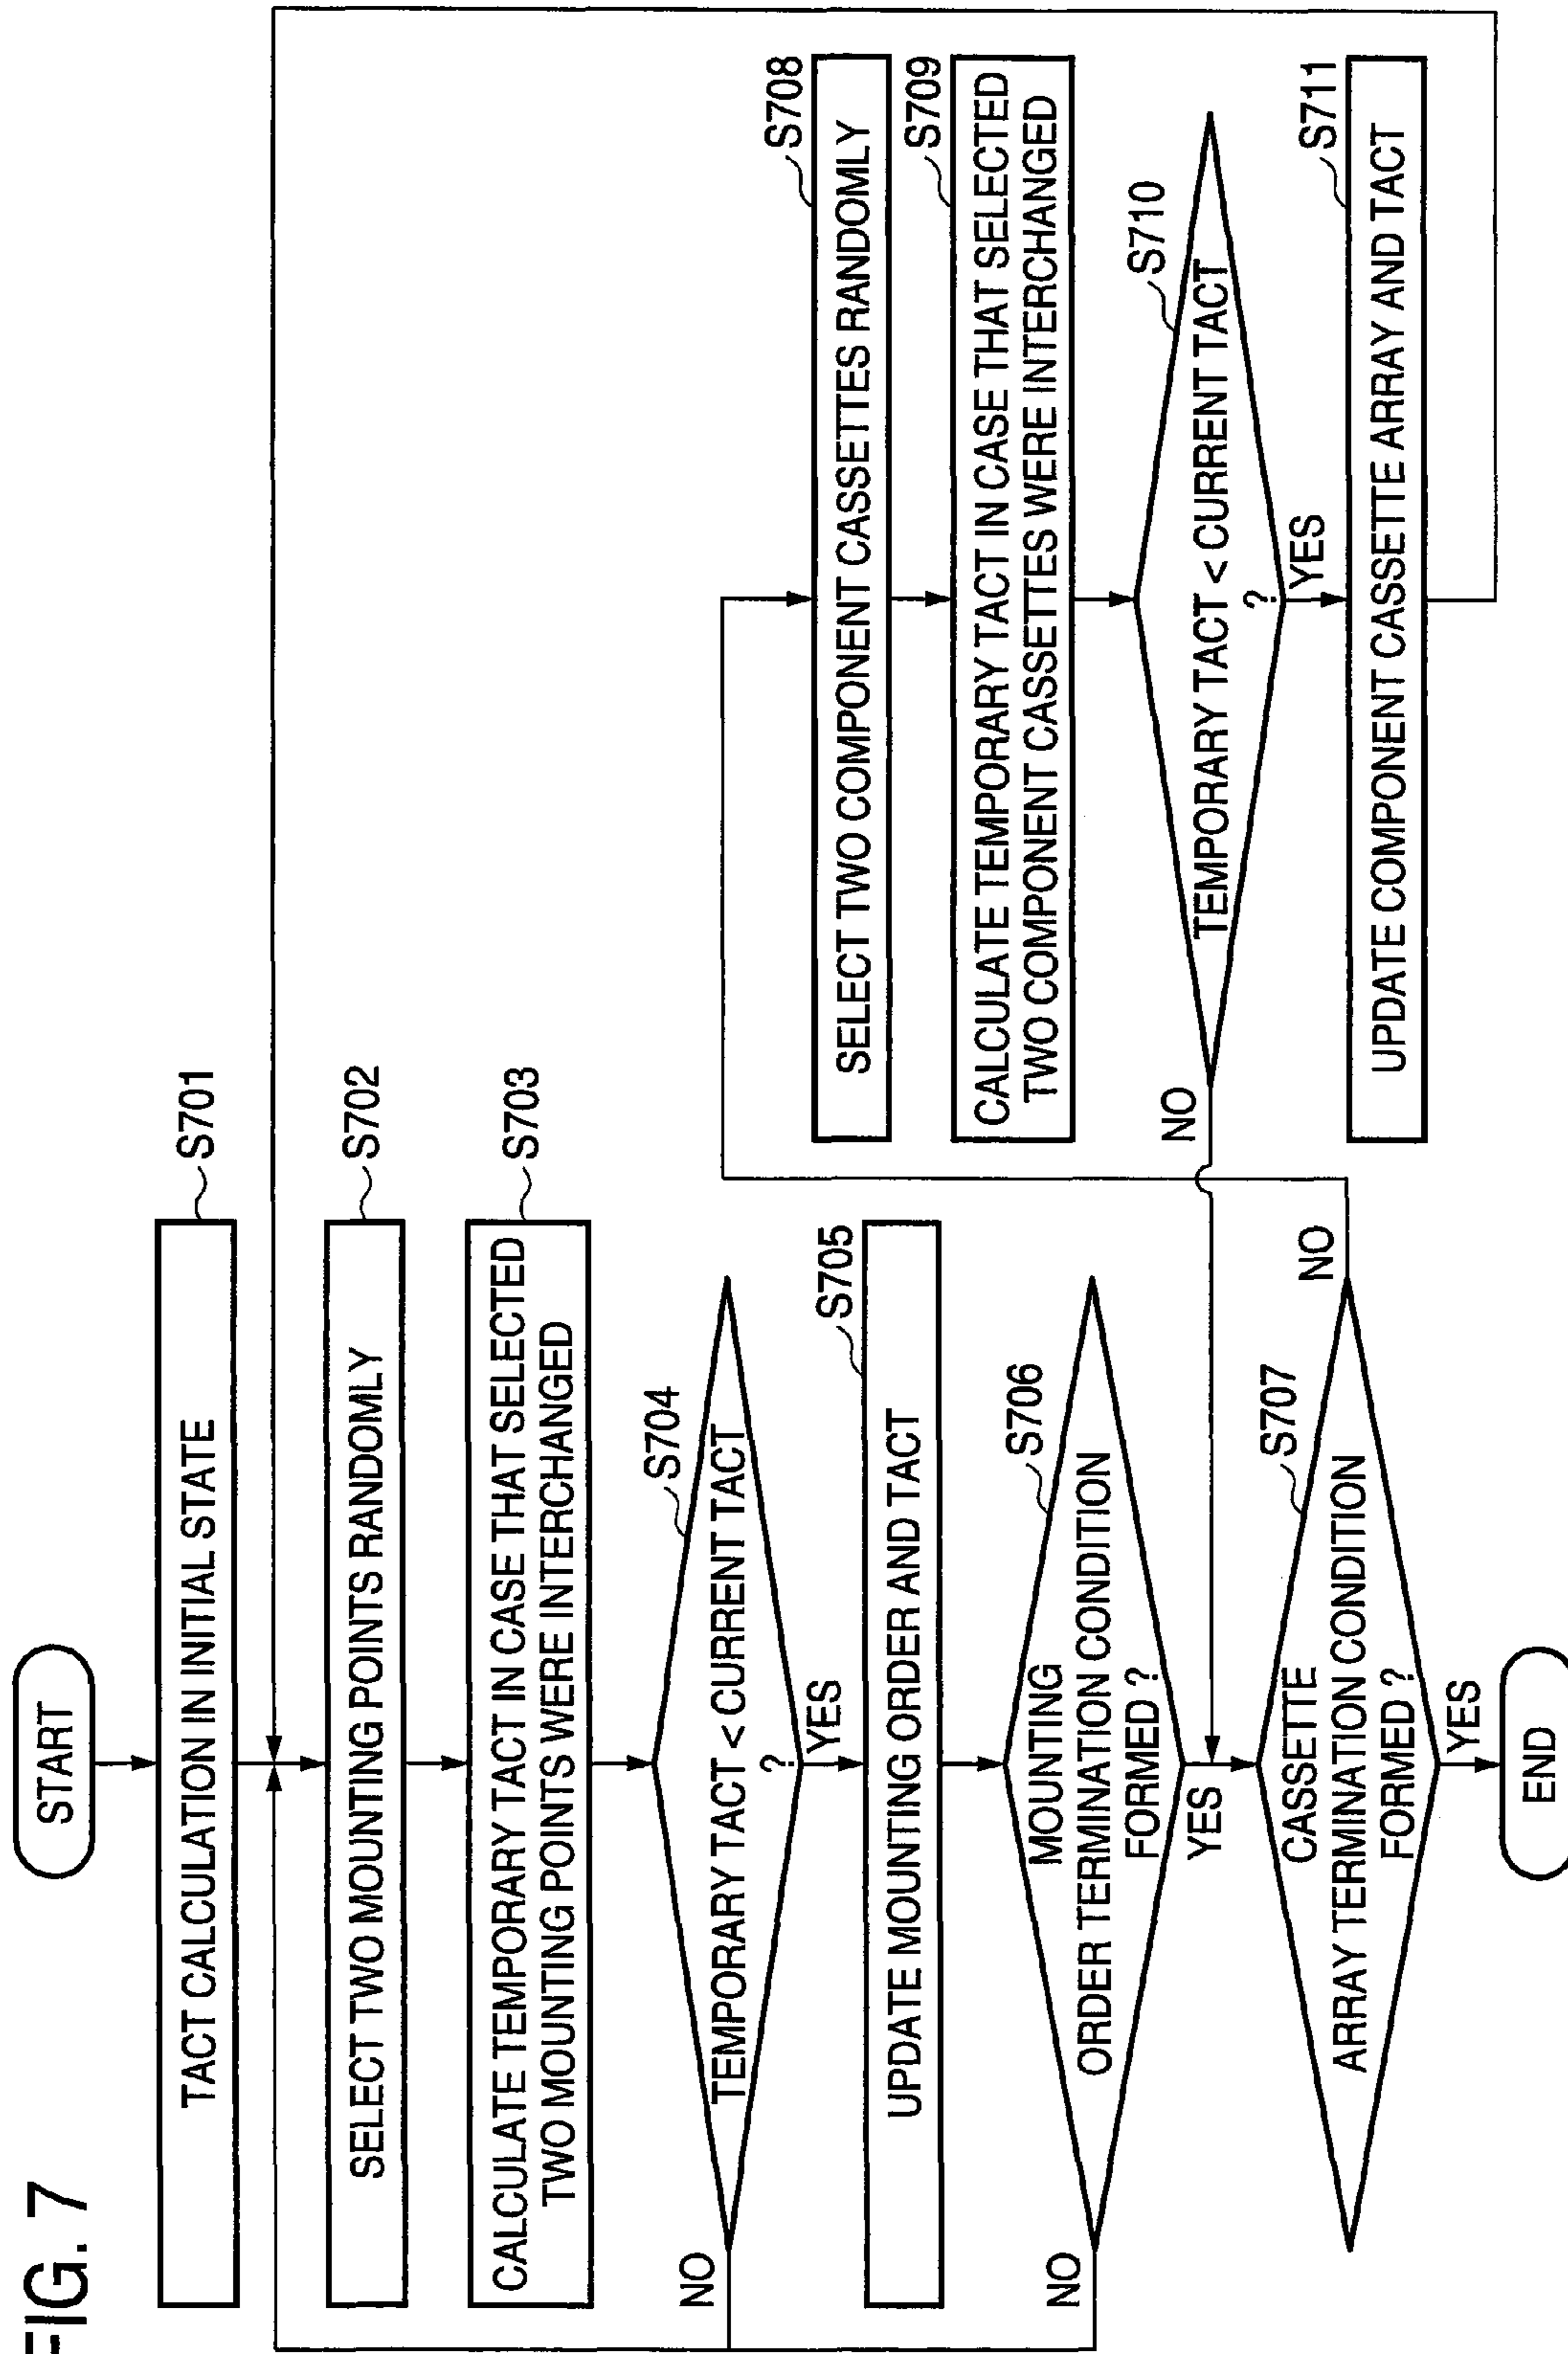 FIG. 7
START
TACT CALCULATION IN INITIAL STATE
S701
SELECT TWO MOUNTING POINTS RANDOMLY
S702
CALCULATE TEMPORARY TACT IN CASE THAT SELECTED
TWO MOUNTING POINTS WERE INTERCHANGED
S703
S704
TEMPORARY TACT < CURRENT TACT
?
NO
YES
S705
UPDATE MOUNTING ORDER AND TACT
S706
MOUNTING
ORDER TERMINATION CONDITION
FORMED ?
NO
YES
S707
CASSETTE
ARRAY TERMINATION CONDITION
FORMED ?
NO
YES
END
S708
SELECT TWO COMPONENT CASSETTES RANDOMLY
S709
CALCULATE TEMPORARY TACT IN CASE THAT SELECTED
TWO COMPONENT CASSETTES WERE INTERCHANGED
S710
TEMPORARY TACT < CURRENT TACT
?
NO
YES
S711
UPDATE COMPONENT CASSETTE ARRAY AND TACT